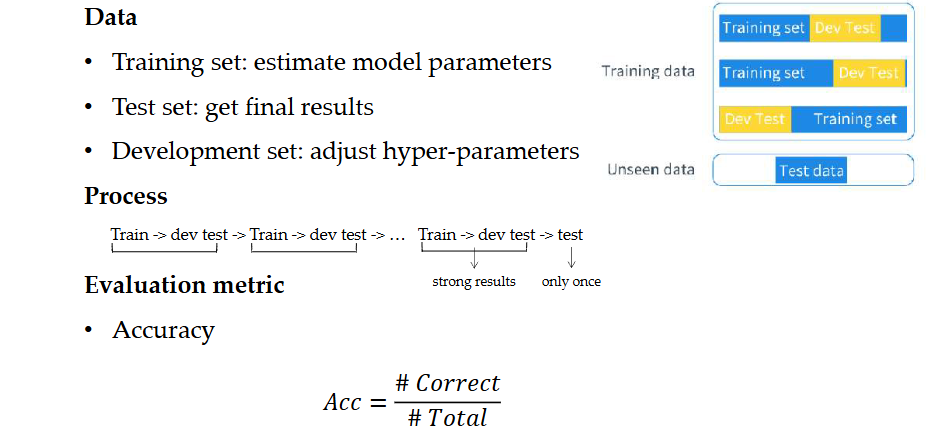 Data
• Training set: estimate model parameters
• Test set: get final results
• Development set: adjust hyper-parameters
Training data
Training set Dev Test
Training set Dev Test
Dev Test Training set
Unseen data
Test data
Process
Train -> dev test -> Train -> dev test -> … Train -> dev test -> test
strong results only once
Evaluation metric
• Accuracy
Acc = # Correct / # Total